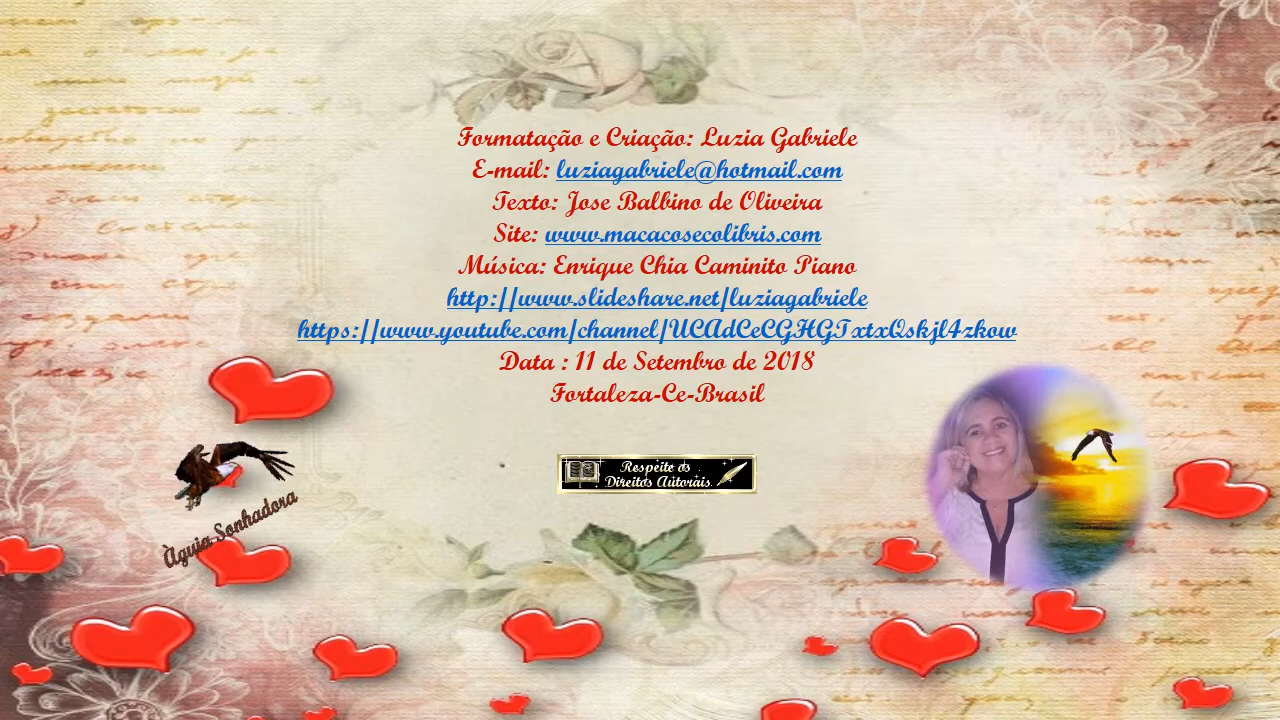 Formatação e Criação: Luzia Gabriele
E-mail: luziagabriele@hotmail.com
Texto: Jose Balbino de Oliveira
Site: www.macacosecolibris.com
Música: Enrique Chia Caminito Piano
http://www.slideshare.net/luziagabriele
https://www.youtube.com/channel/UCAdCeCGHGTxtxQskjl4zkow
Data : 11 de Setembro de 2018
Fortaleza-Ce-Brasil
Respeite os
Direitos Autorais
Àguia Sonhadora